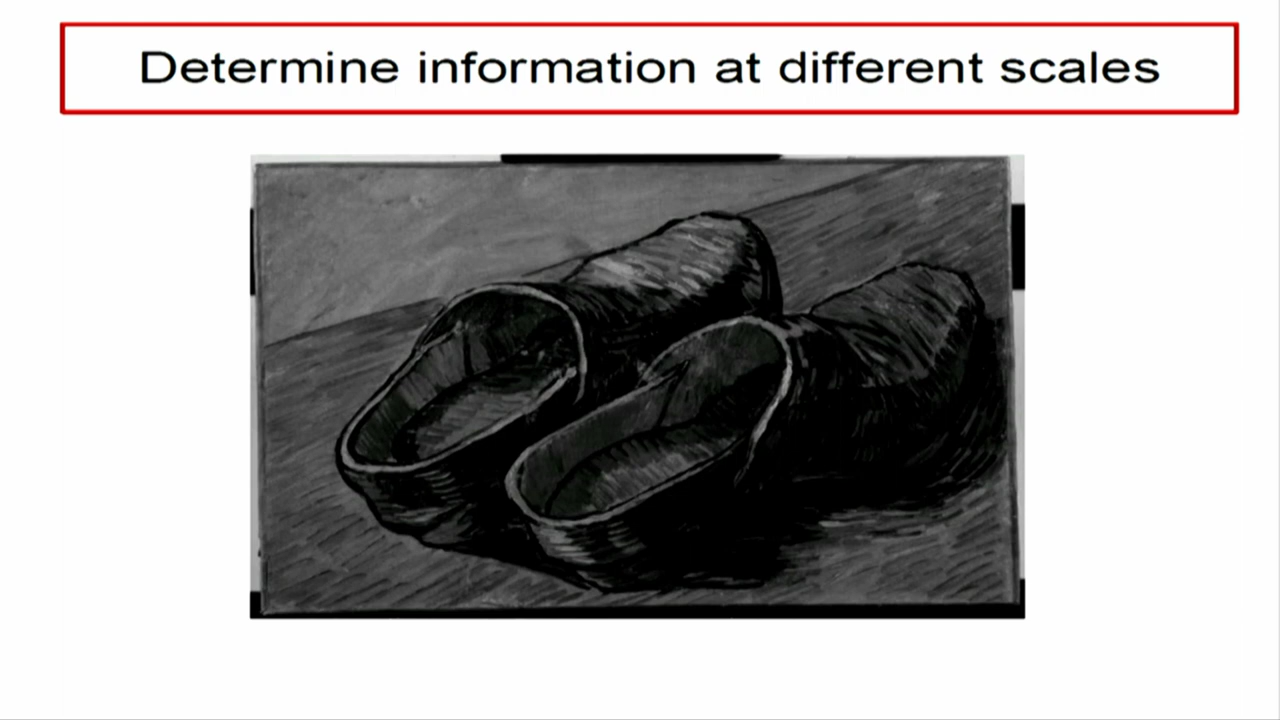 Determine information at different scales